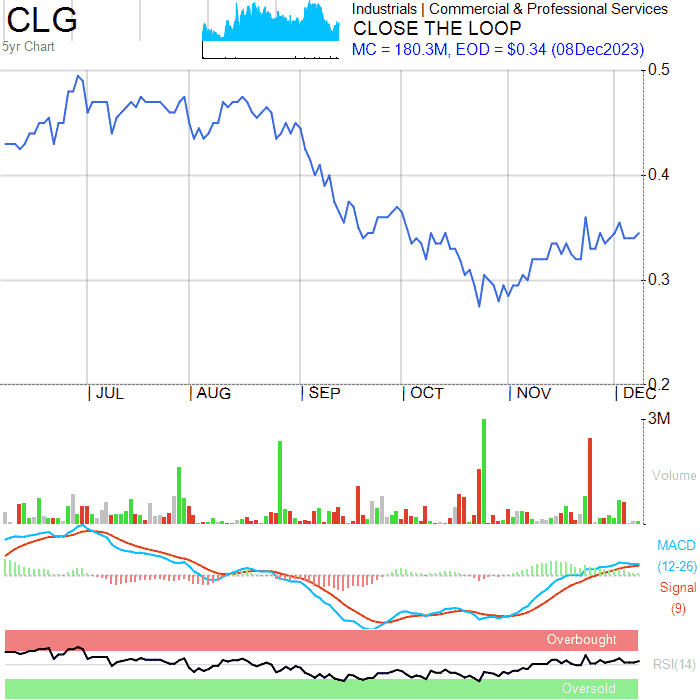 CLG
5yr Chart
Industrials | Commercial & Professional Services
CLOSE THE LOOP
MC = 180.3M, EOD = $0.34 (08Dec2023)
0.5
0.4
0.3
0.2
JUL AUG SEP OCT NOV DEC
3M
Volume
MACD
(12-26)
Signal
(9)
Overbought
RSI(14)
Oversold